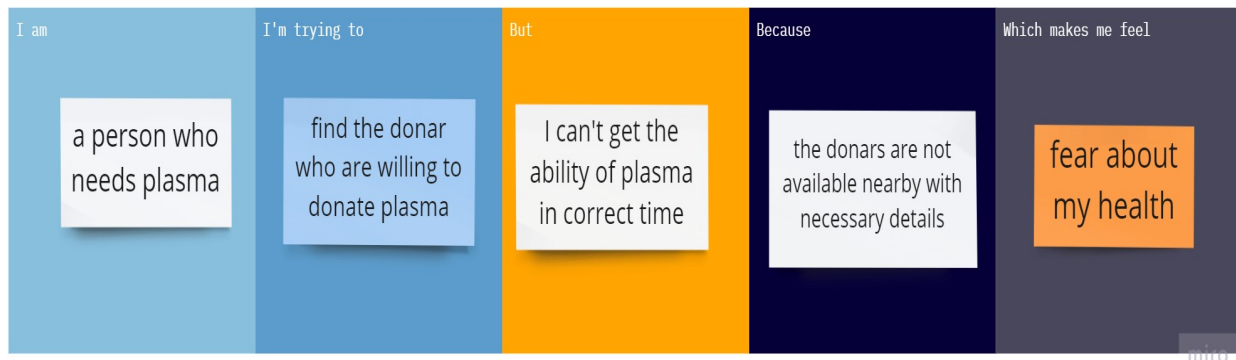 I am
a person who
needs plasma
I'm trying to
find the donar
who are willing to
donate plasma
But
I can't get the
ability of plasma
in correct time
Because
the donars are not
available nearby with
necessary details
Which makes me feel
fear about
my health
miro